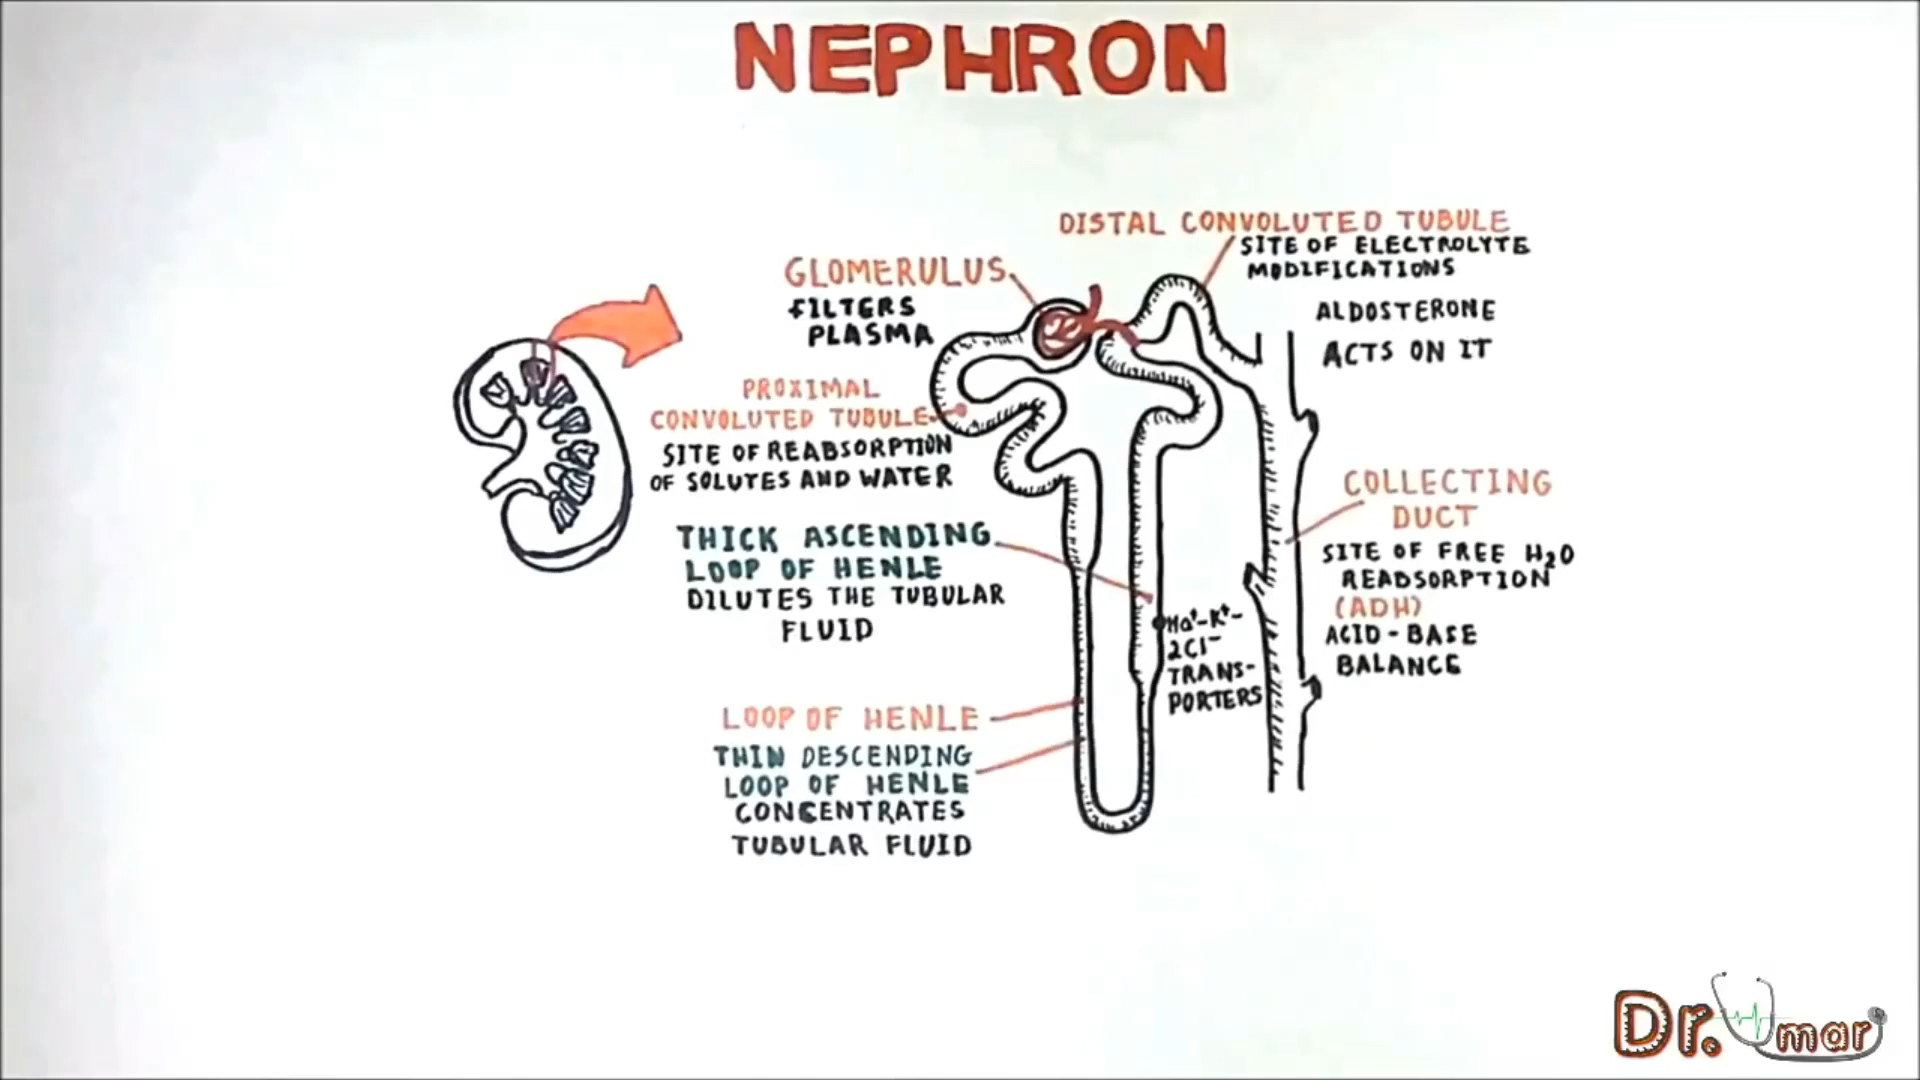 NEPHRON
DISTAL CONVOLUTED TUBULE
SITE OF ELECTROLYTE
MODIFICATIONS
ALDOSTERONE
ACTS ON IT
GLOMERULUS
FILTERS
PLASMA
PROXIMAL
CONVOLUTED TUBULE
SITE OF REABSORPTION
OF SOLUTES AND WATER
THICK ASCENDING
LOOP OF HENLE
DILUTES THE TUBULAR
FLUID
Na⁺-K⁺-
2Cl⁻
TRANS-
PORTERS
LOOP OF HENLE
THIN DESCENDING
LOOP OF HENLE
CONCENTRATES
TUBULAR FLUID
COLLECTING
DUCT
SITE OF FREE H₂O
READSORPTION
(ADH)
ACID-BASE
BALANCE
Dr. Umar